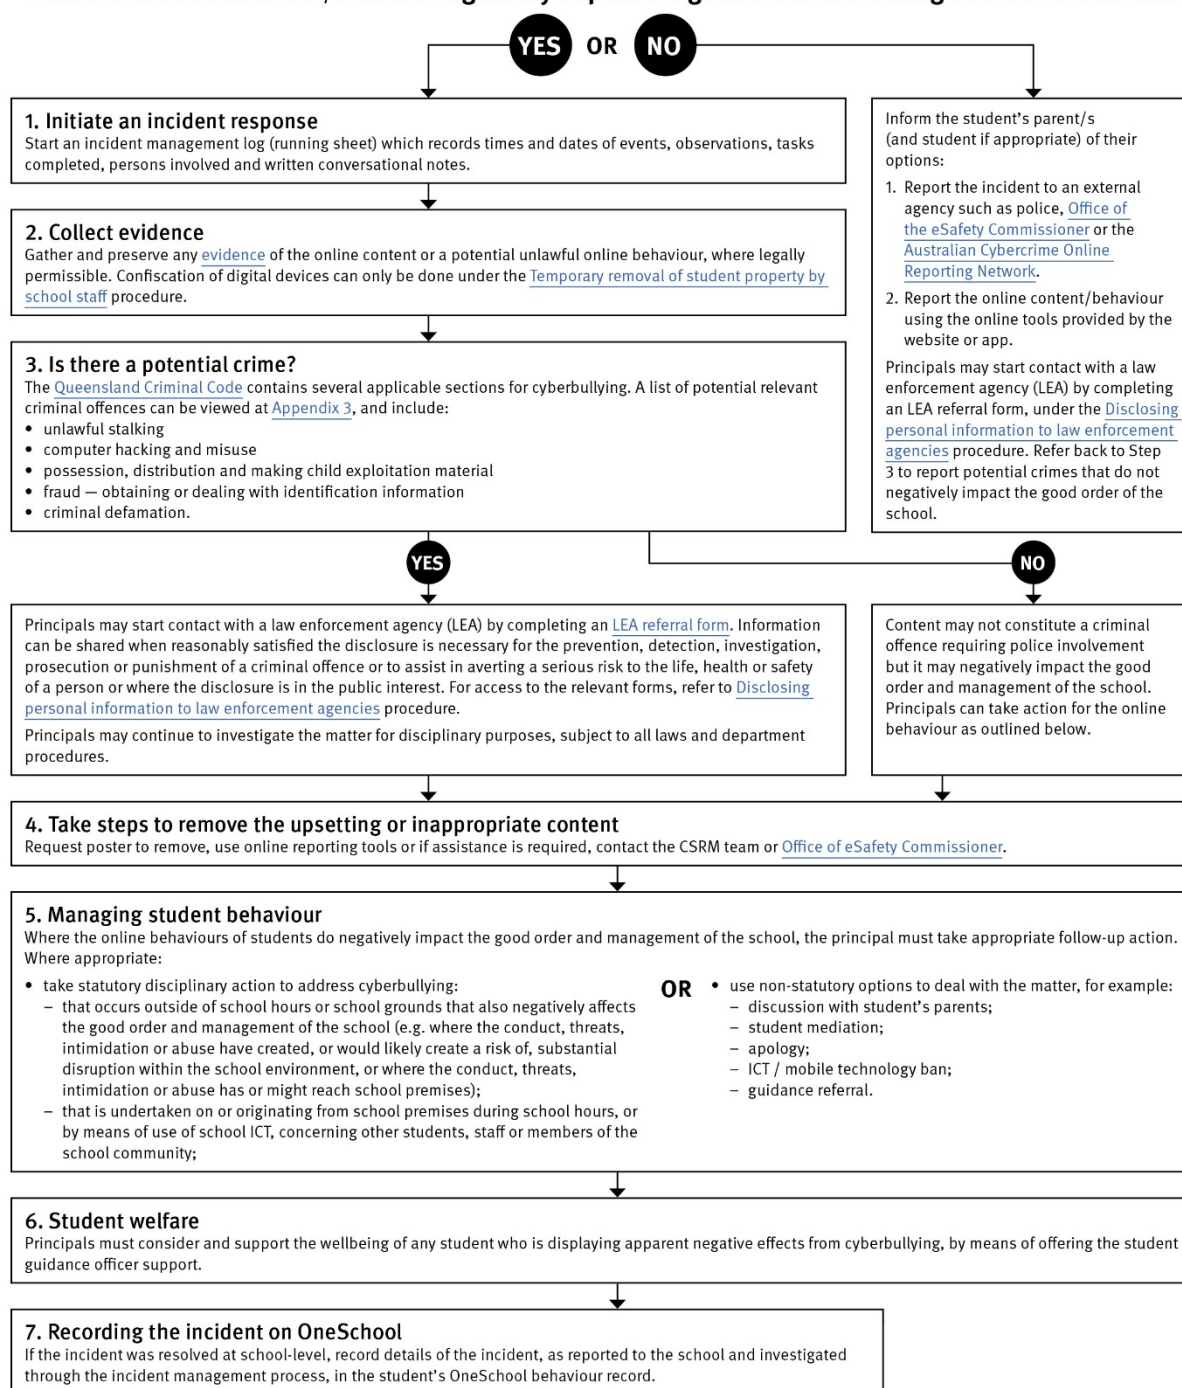 YES OR NO
1. Initiate an incident response
Start an incident management log (running sheet) which records times and dates of events, observations, tasks
completed, persons involved and written conversational notes.
2. Collect evidence
Gather and preserve any evidence of the online content or a potential unlawful online behaviour, where legally
permissible. Confiscation of digital devices can only be done under the Temporary removal of student property by
school staff procedure.
3. Is there a potential crime?
The Queensland Criminal Code contains several applicable sections for cyberbullying. A list of potential relevant
criminal offences can be viewed at Appendix 3, and include:
• unlawful stalking
• computer hacking and misuse
• possession, distribution and making child exploitation material
• fraud — obtaining or dealing with identification information
• criminal defamation.
Inform the student's parent/s
(and student if appropriate) of their
options:
1. Report the incident to an external
agency such as police, Office of
the eSafety Commissioner or the
Australian Cybercrime Online
Reporting Network.
2. Report the online content/behaviour
using the online tools provided by the
website or app.
Principals may start contact with a law
enforcement agency (LEA) by completing
an LEA referral form, under the Disclosing
personal information to law enforcement
agencies procedure. Refer back to Step
3 to report potential crimes that do not
negatively impact the good order of the
school.
YES
NO
Principals may start contact with a law enforcement agency (LEA) by completing an LEA referral form. Information
can be shared when reasonably satisfied the disclosure is necessary for the prevention, detection, investigation,
prosecution or punishment of a criminal offence or to assist in averting a serious risk to the life, health or safety
of a person or where the disclosure is in the public interest. For access to the relevant forms, refer to Disclosing
personal information to law enforcement agencies procedure.
Principals may continue to investigate the matter for disciplinary purposes, subject to all laws and department
procedures.
Content may not constitute a criminal
offence requiring police involvement
but it may negatively impact the good
order and management of the school.
Principals can take action for the online
behaviour as outlined below.
4. Take steps to remove the upsetting or inappropriate content
Request poster to remove, use online reporting tools or if assistance is required, contact the CSRM team or Office of eSafety Commissioner.
5. Managing student behaviour
Where the online behaviours of students do negatively impact the good order and management of the school, the principal must take appropriate follow-up action.
Where appropriate:
• take statutory disciplinary action to address cyberbullying:
– that occurs outside of school hours or school grounds that also negatively affects
the good order and management of the school (e.g. where the conduct, threats,
intimidation or abuse have created, or would likely create a risk of, substantial
disruption within the school environment, or where the conduct, threats,
intimidation or abuse has or might reach school premises);
– that is undertaken on or originating from school premises during school hours, or
by means of use of school ICT, concerning other students, staff or members of the
school community;
OR
• use non-statutory options to deal with the matter, for example:
– discussion with student's parents;
– student mediation;
– apology;
– ICT / mobile technology ban;
– guidance referral.
6. Student welfare
Principals must consider and support the wellbeing of any student who is displaying apparent negative effects from cyberbullying, by means of offering the student
guidance officer support.
7. Recording the incident on OneSchool
If the incident was resolved at school-level, record details of the incident, as reported to the school and investigated
through the incident management process, in the student's OneSchool behaviour record.